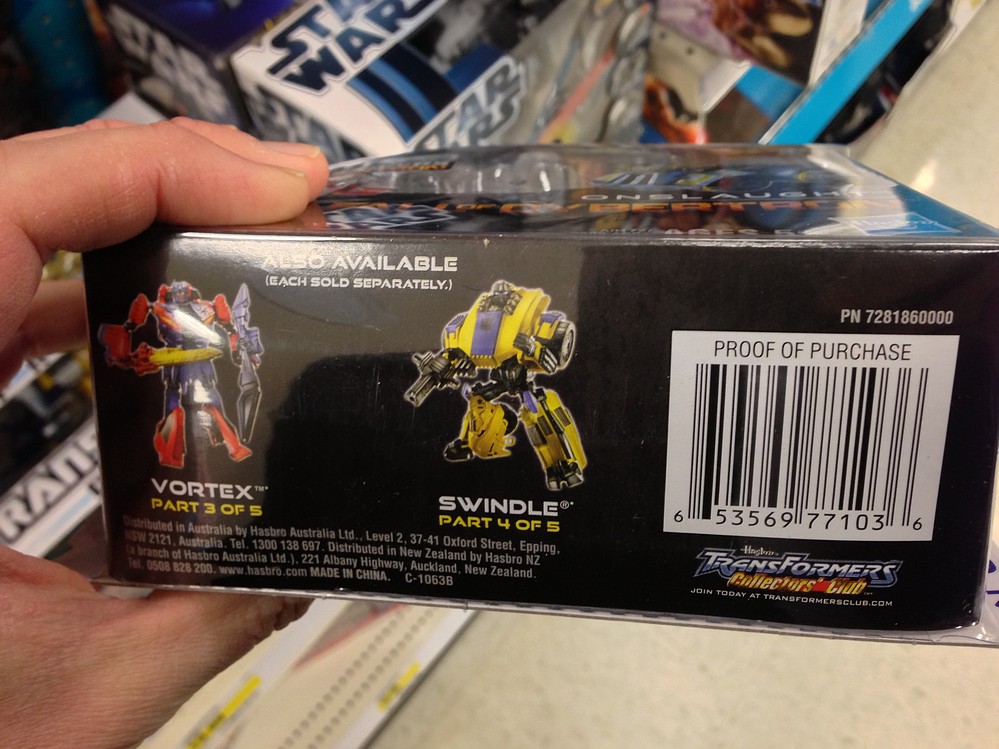 STAR
WARS
STAR
WARS
ONSLAUGHT
ALSO AVAILABLE
(EACH SOLD SEPARATELY.)
PN 7281860000
PROOF OF PURCHASE
6 53569 77103 6
VORTEX™
PART 3 OF 5
SWINDLE®*
PART 4 OF 5
Distributed in Australia by Hasbro Australia Ltd., Level 2, 37-41 Oxford Street, Epping,
NSW 2121, Australia. Tel. 1300 138 697. Distributed in New Zealand by Hasbro NZ
(a branch of Hasbro Australia Ltd.), 221 Albany Highway, Auckland, New Zealand.
Tel. 0508 828 200. www.hasbro.com MADE IN CHINA. C-1063B
Hasbro
TRANSFORMERS
Collectors' Club™
JOIN TODAY AT TRANSFORMERSCLUB.COM
TRANS